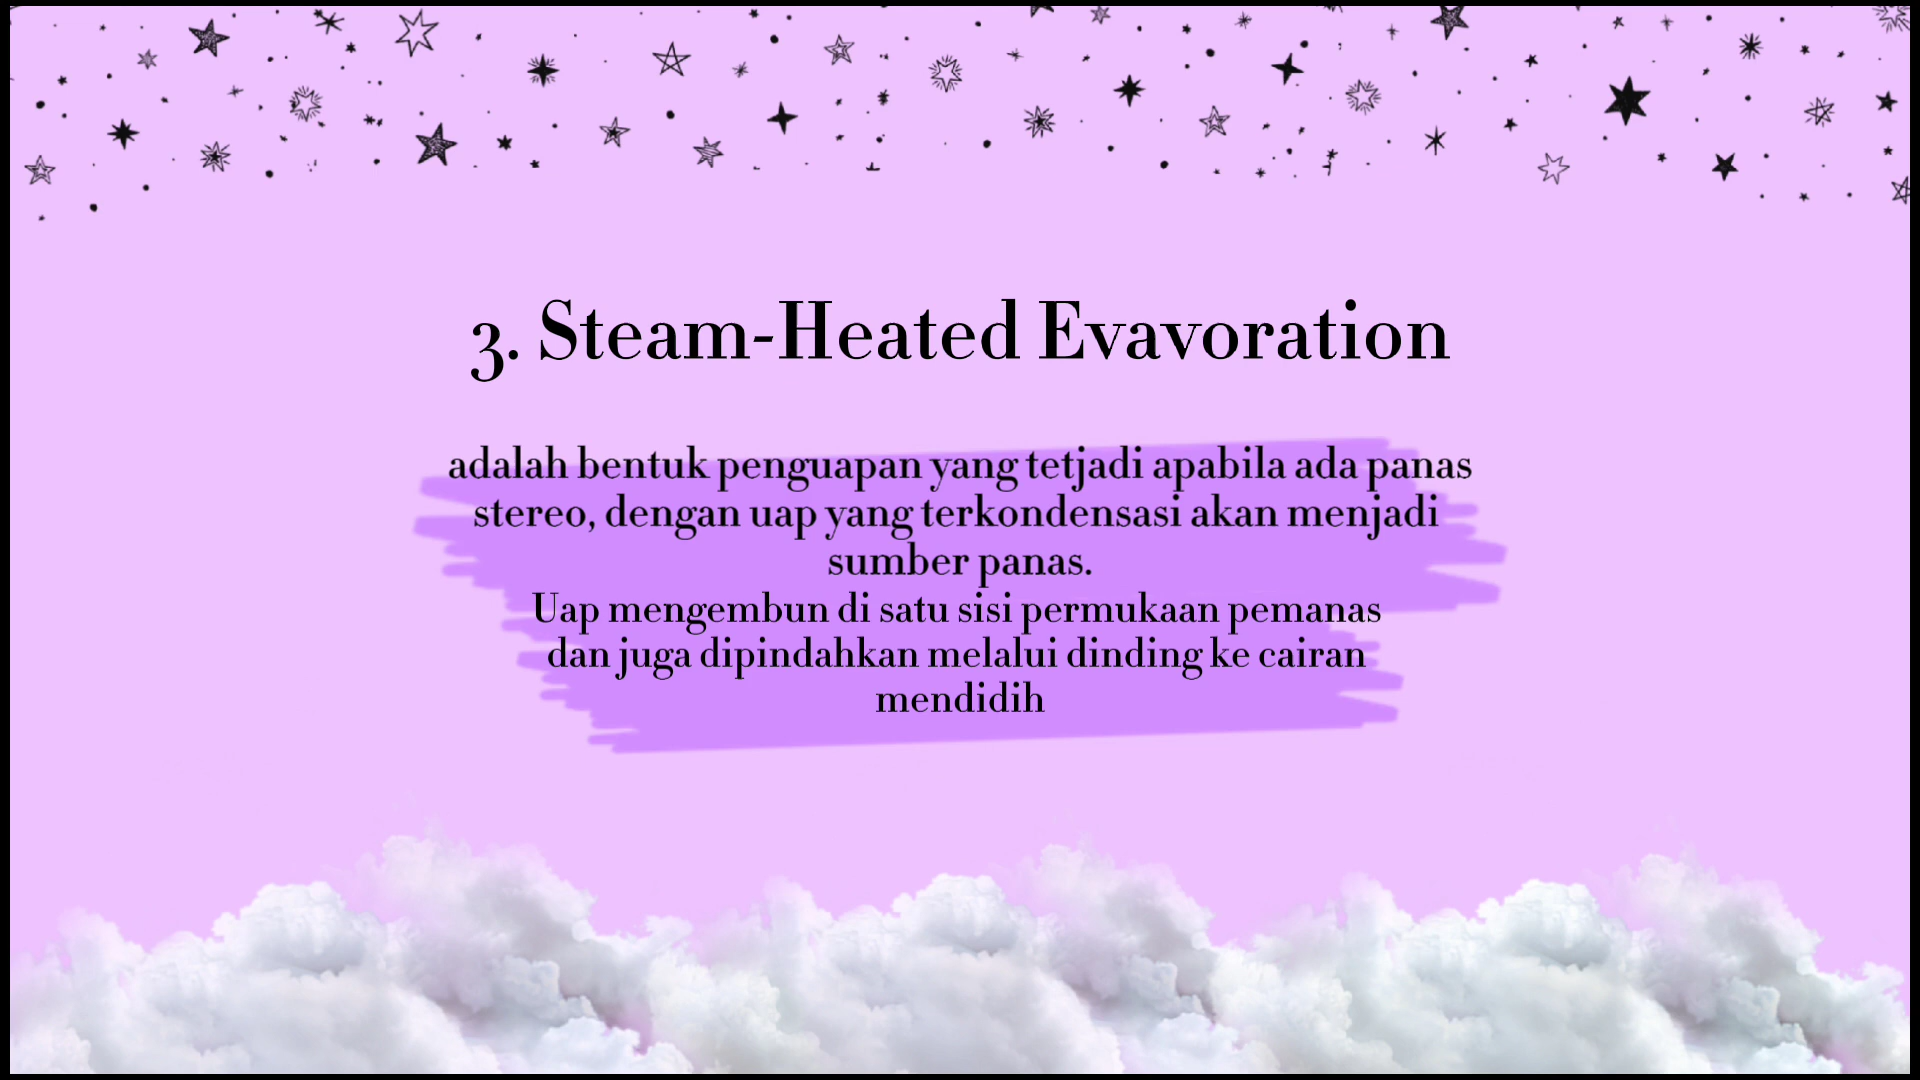 3. Steam-Heated Evavoration
adalah bentuk penguapan yang tetjadi apabila ada panas
stereo, dengan uap yang terkondensasi akan menjadi
sumber panas.
Uap mengembun di satu sisi permukaan pemanas
dan juga dipindahkan melalui dinding ke cairan
mendidih